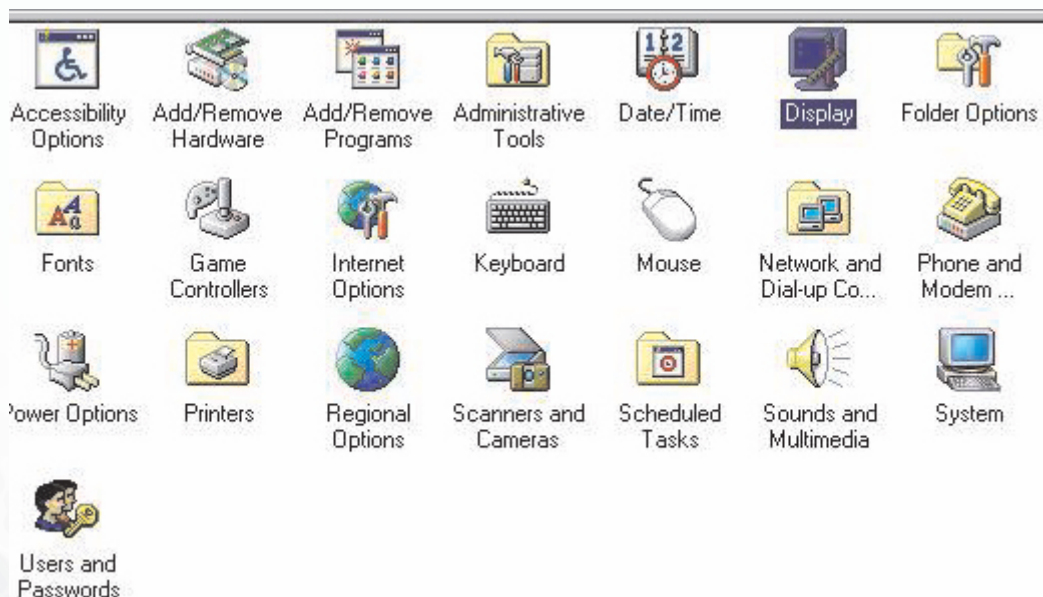 Accessibility Options
Add/Remove Hardware
Add/Remove Programs
Administrative Tools
Date/Time
Display
Folder Options
Fonts
Game Controllers
Internet Options
Keyboard
Mouse
Network and Dial-up Co...
Phone and Modem ...
Power Options
Printers
Regional Options
Scanners and Cameras
Scheduled Tasks
Sounds and Multimedia
System
Users and Passwords